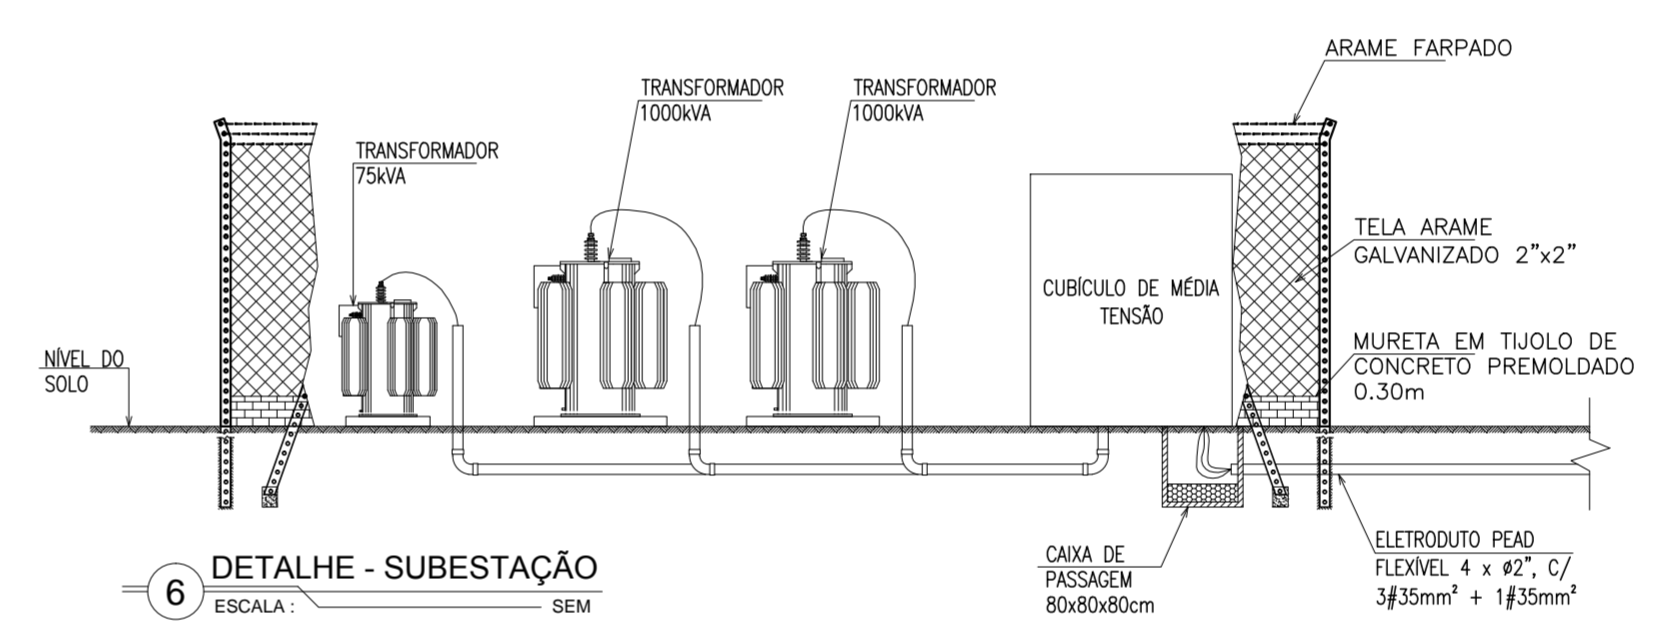 ARAME FARPADO
TRANSFORMADOR
1000kVA
TRANSFORMADOR
1000kVA
TRANSFORMADOR
75kVA
TELA ARAME
GALVANIZADO 2"x2"
CUBÍCULO DE MÉDIA
TENSÃO
MURETA EM TIJOLO DE
CONCRETO PREMOLDADO
0.30m
NÍVEL DO
SOLO
CAIXA DE
PASSAGEM
80x80x80cm
ELETRODUTO PEAD
FLEXÍVEL 4 x ø2", C/
3#35mm² + 1#35mm²
6
DETALHE - SUBESTAÇÃO
ESCALA : SEM